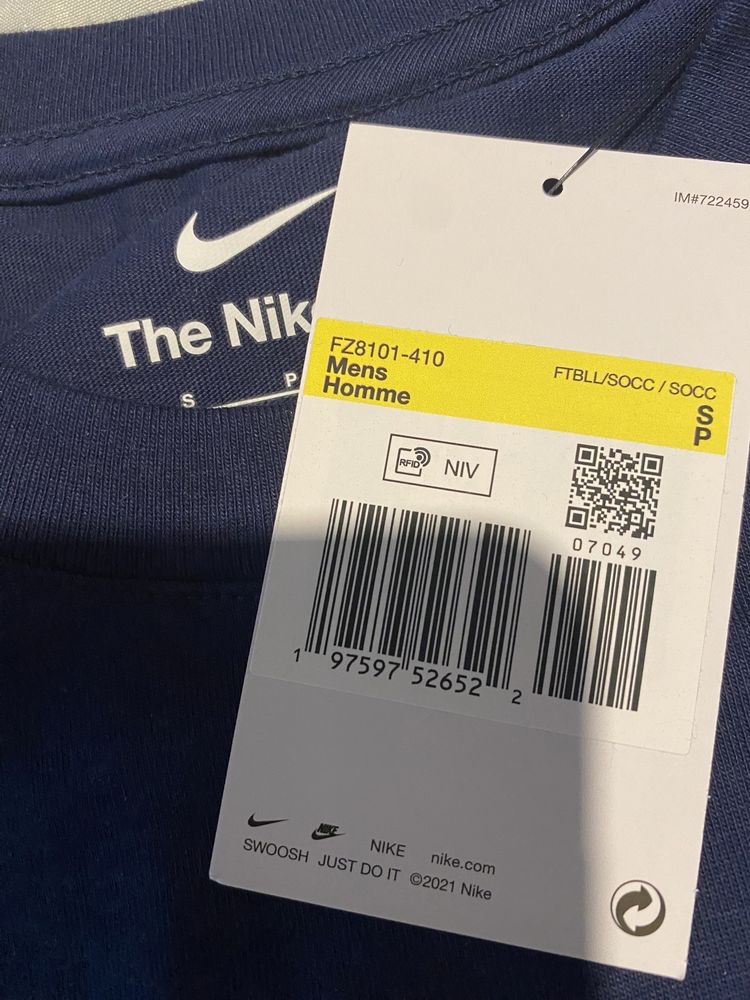 The Nik
S
P
IM#722459
FZ8101-410
Mens
Homme
FTBLL/SOCC / SOCC
S
P
RFID
NIV
07049
1 97597 52652 2
NIKE
NIKE nike.com
SWOOSH JUST DO IT ©2021 Nike